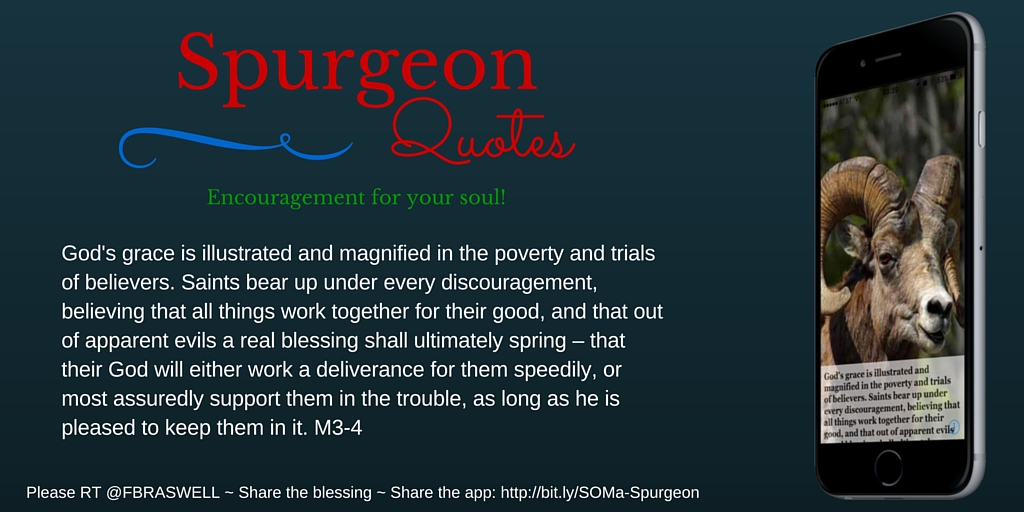 Spurgeon
Quotes
Encouragement for your soul!
God's grace is illustrated and magnified in the poverty and trials
of believers. Saints bear up under every discouragement,
believing that all things work together for their good, and that out
of apparent evils a real blessing shall ultimately spring – that
their God will either work a deliverance for them speedily, or
most assuredly support them in the trouble, as long as he is
pleased to keep them in it. M3-4
Please RT @FBRASWELL ~ Share the blessing ~ Share the app: http://bit.ly/SOMa-Spurgeon
God's grace is illustrated and
magnified in the poverty and trials
of believers. Saints bear up under
every discouragement, believing that
all things work together for their
good, and that out of apparent evils